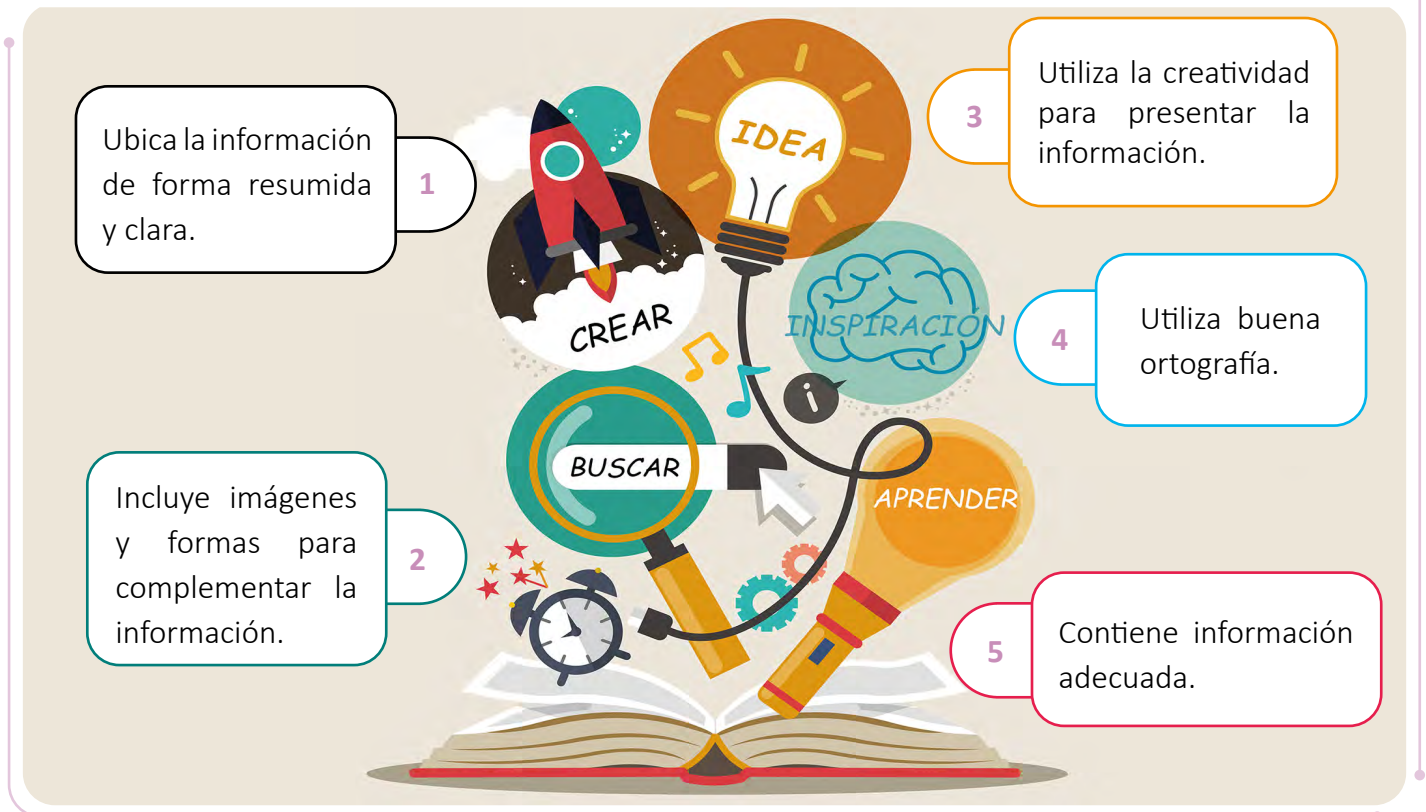 Ubica la información
de forma resumida
y clara.
1
Incluye imágenes
y formas para
complementar la
información.
2
3
Utiliza la creatividad
para presentar la
información.
4
Utiliza buena
ortografía.
5
Contiene información
adecuada.
IDEA
CREAR
INSPIRACIÓN
i
BUSCAR
APRENDER